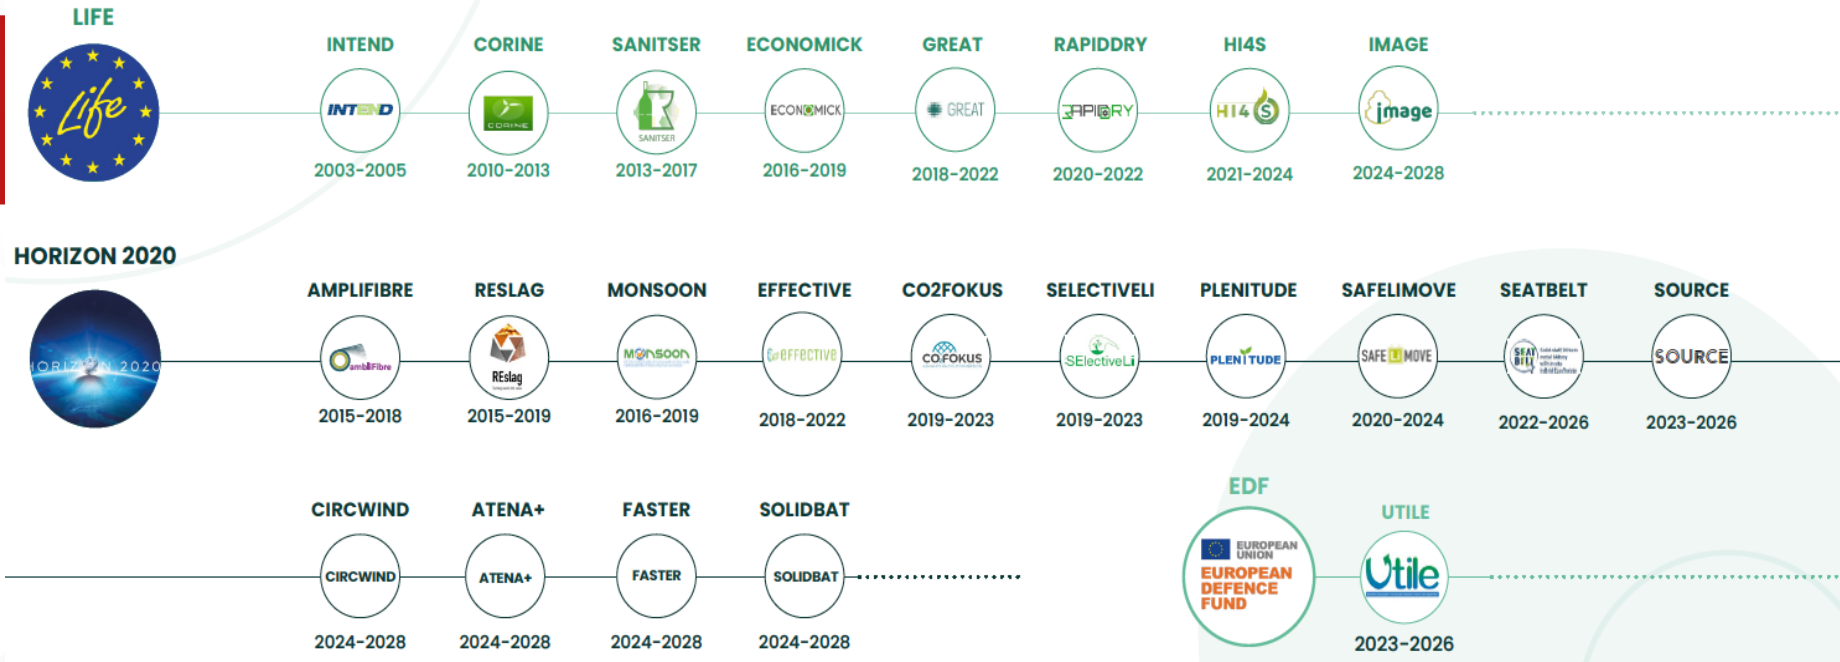 LIFE
INTEND CORINE SANITSER ECONOMICK GREAT RAPIDDRY HI4S IMAGE
Life INTEND CORINE SANITSER ECONOMICK GREAT RAPIDRY HI4S image
2003-2005 2010-2013 2013-2017 2016-2019 2018-2022 2020-2022 2021-2024 2024-2028
HORIZON 2020
AMPLIFIBRE RESLAG MONSOON EFFECTIVE CO2FOKUS SELECTIVELI PLENITUDE SAFELIMOVE SEATBELT SOURCE
HORIZON 2020 ambliFibre REslag MONSOON EFFECTIVE CO2FOKUS SElectiveLi PLENITUDE SAFELIMOVE SEATBELT SOURCE
2015-2018 2015-2019 2016-2019 2018-2022 2019-2023 2019-2023 2019-2024 2020-2024 2022-2026 2023-2026
CIRCWIND ATENA+ FASTER SOLIDBAT
CIRCWIND ATENA+ FASTER SOLIDBAT
2024-2028 2024-2028 2024-2028 2024-2028
EDF
UTILE
EUROPEAN
UNION
EUROPEAN
DEFENCE
FUND
Utile
2023-2026